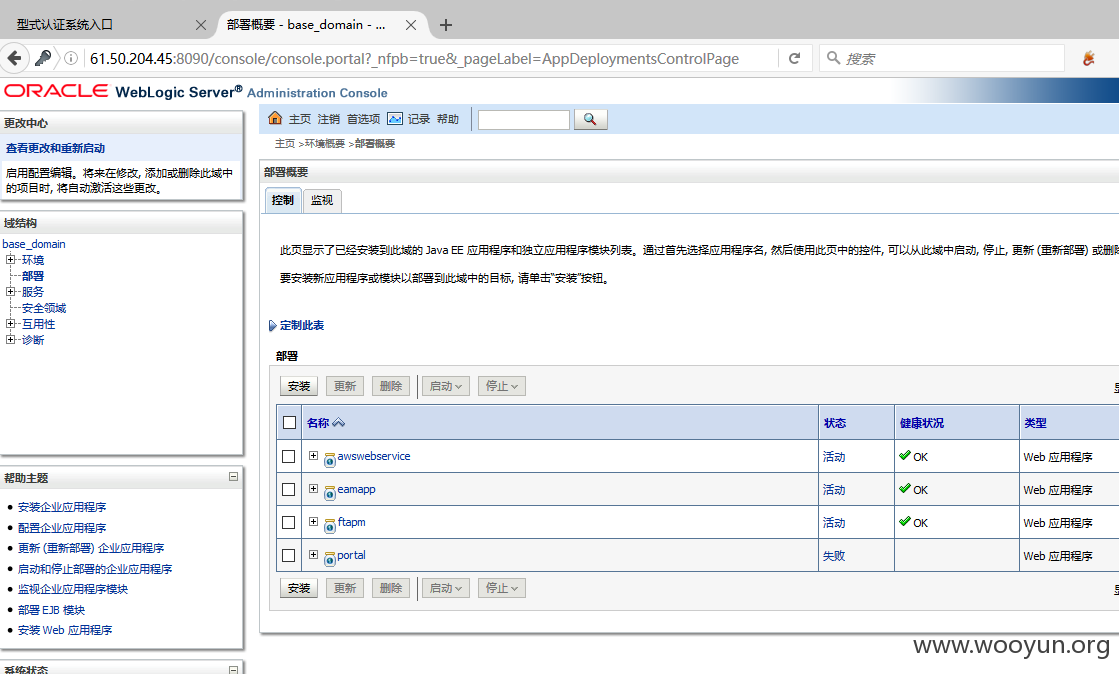 型式认证系统入口
部署概要 - base_domain - ...
61.50.204.45:8090/console/console.portal?_nfpb=true&_pageLabel=AppDeploymentsControlPage
搜索
ORACLE WebLogic Server® Administration Console
更改中心
查看更改和重新启动
启用配置编辑。将来在修改, 添加或删除此域中
的项目时, 将自动激活这些更改。
域结构
base_domain
环境
部署
服务
安全领域
互用性
诊断
帮助主题
安装企业应用程序
配置企业应用程序
更新 (重新部署) 企业应用程序
启动和停止部署的企业应用程序
监视企业应用程序模块
部署 EJB 模块
安装 Web 应用程序
系统状态
主页 注销 首选项 记录 帮助
主页 >环境概要 >部署概要
部署概要
控制 监视
此页显示了已经安装到此域的 Java EE 应用程序和独立应用程序模块列表。通过首先选择应用程序名, 然后使用此页中的控件, 可以从此域中启动, 停止, 更新 (重新部署) 或删除
要安装新应用程序或模块以部署到此域中的目标, 请单击“安装”按钮。
定制此表
部署
安装 更新 删除 启动 停止
名称 状态 健康状况 类型
awswebservice 活动 OK Web 应用程序
eamapp 活动 OK Web 应用程序
ftapm 活动 OK Web 应用程序
portal 失败 Web 应用程序
安装 更新 删除 启动 停止
www.wooyun.org